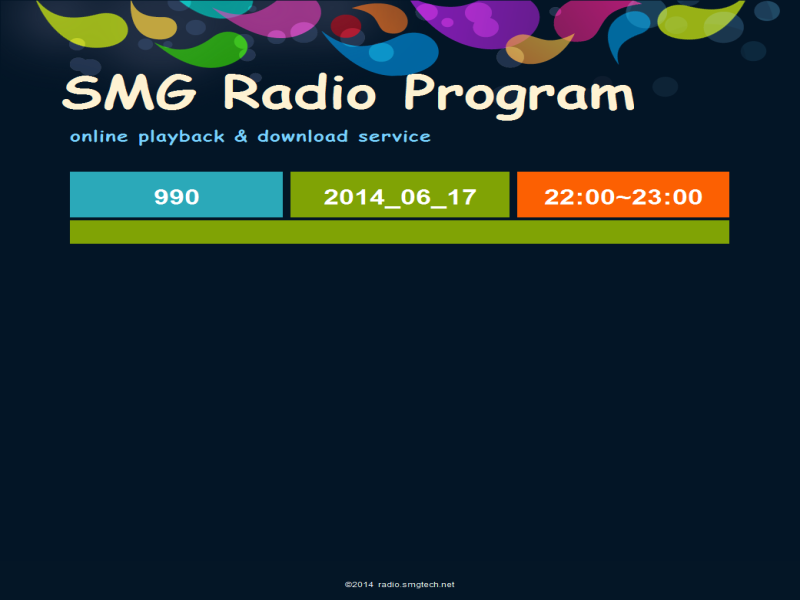 SMG Radio Program
online playback & download service
990 2014_06_17 22:00~23:00
©2014 radio.smgtech.net